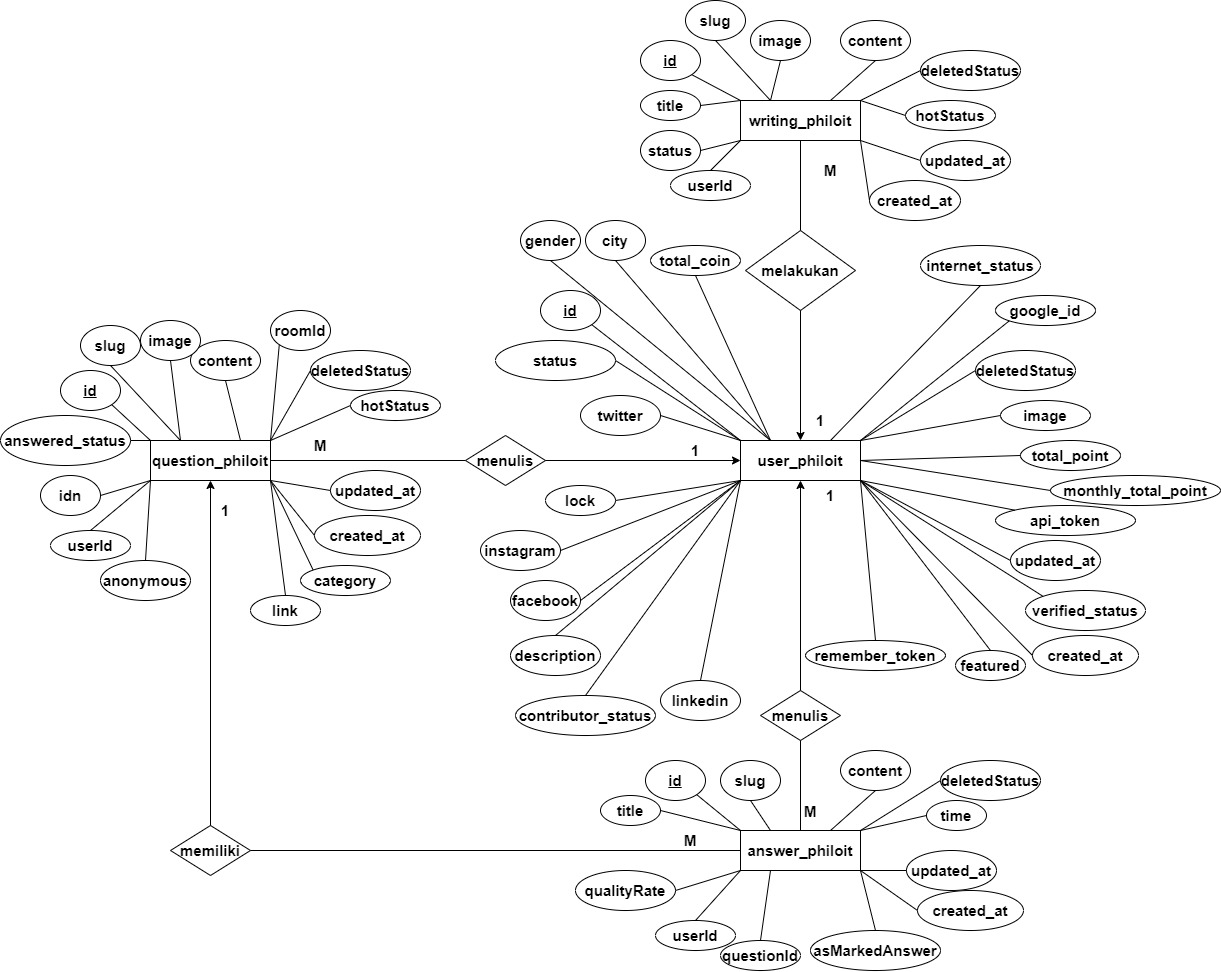 slug
image
content
id
deletedStatus
title
hotStatus
writing_philoit
status
updated_at
userId
M
created_at
gender
city
total_coin
internet_status
melakukan
id
google_id
status
deletedStatus
twitter
image
1
total_point
user_philoit
monthly_total_point
1
api_token
lock
updated_at
instagram
verified_status
facebook
created_at
description
remember_token
featured
contributor_status
linkedin
roomId
slug
image
content
deletedStatus
id
hotStatus
answered_status
M
menulis
1
question_philoit
idn
updated_at
1
userId
created_at
anonymous
category
link
menulis
id
slug
content
deletedStatus
title
M
time
memiliki
M
answer_philoit
qualityRate
updated_at
userId
created_at
questionId
asMarkedAnswer